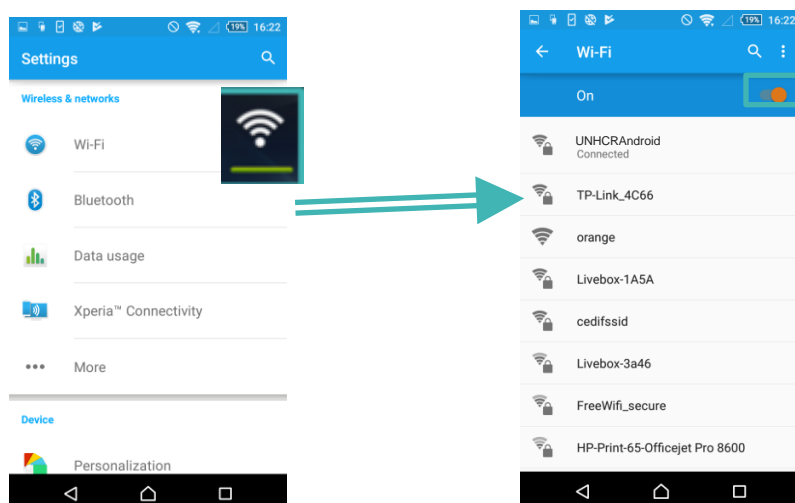 19% 16:22
Settings
Wireless & networks
Wi-Fi
Bluetooth
Data usage
Xperia™ Connectivity
More
Device
Personalization
19% 16:22
Wi-Fi
On
UNHCRAndroid
Connected
TP-Link_4C66
orange
Livebox-1A5A
cedifssid
Livebox-3a46
FreeWifi_secure
HP-Print-65-Officejet Pro 8600